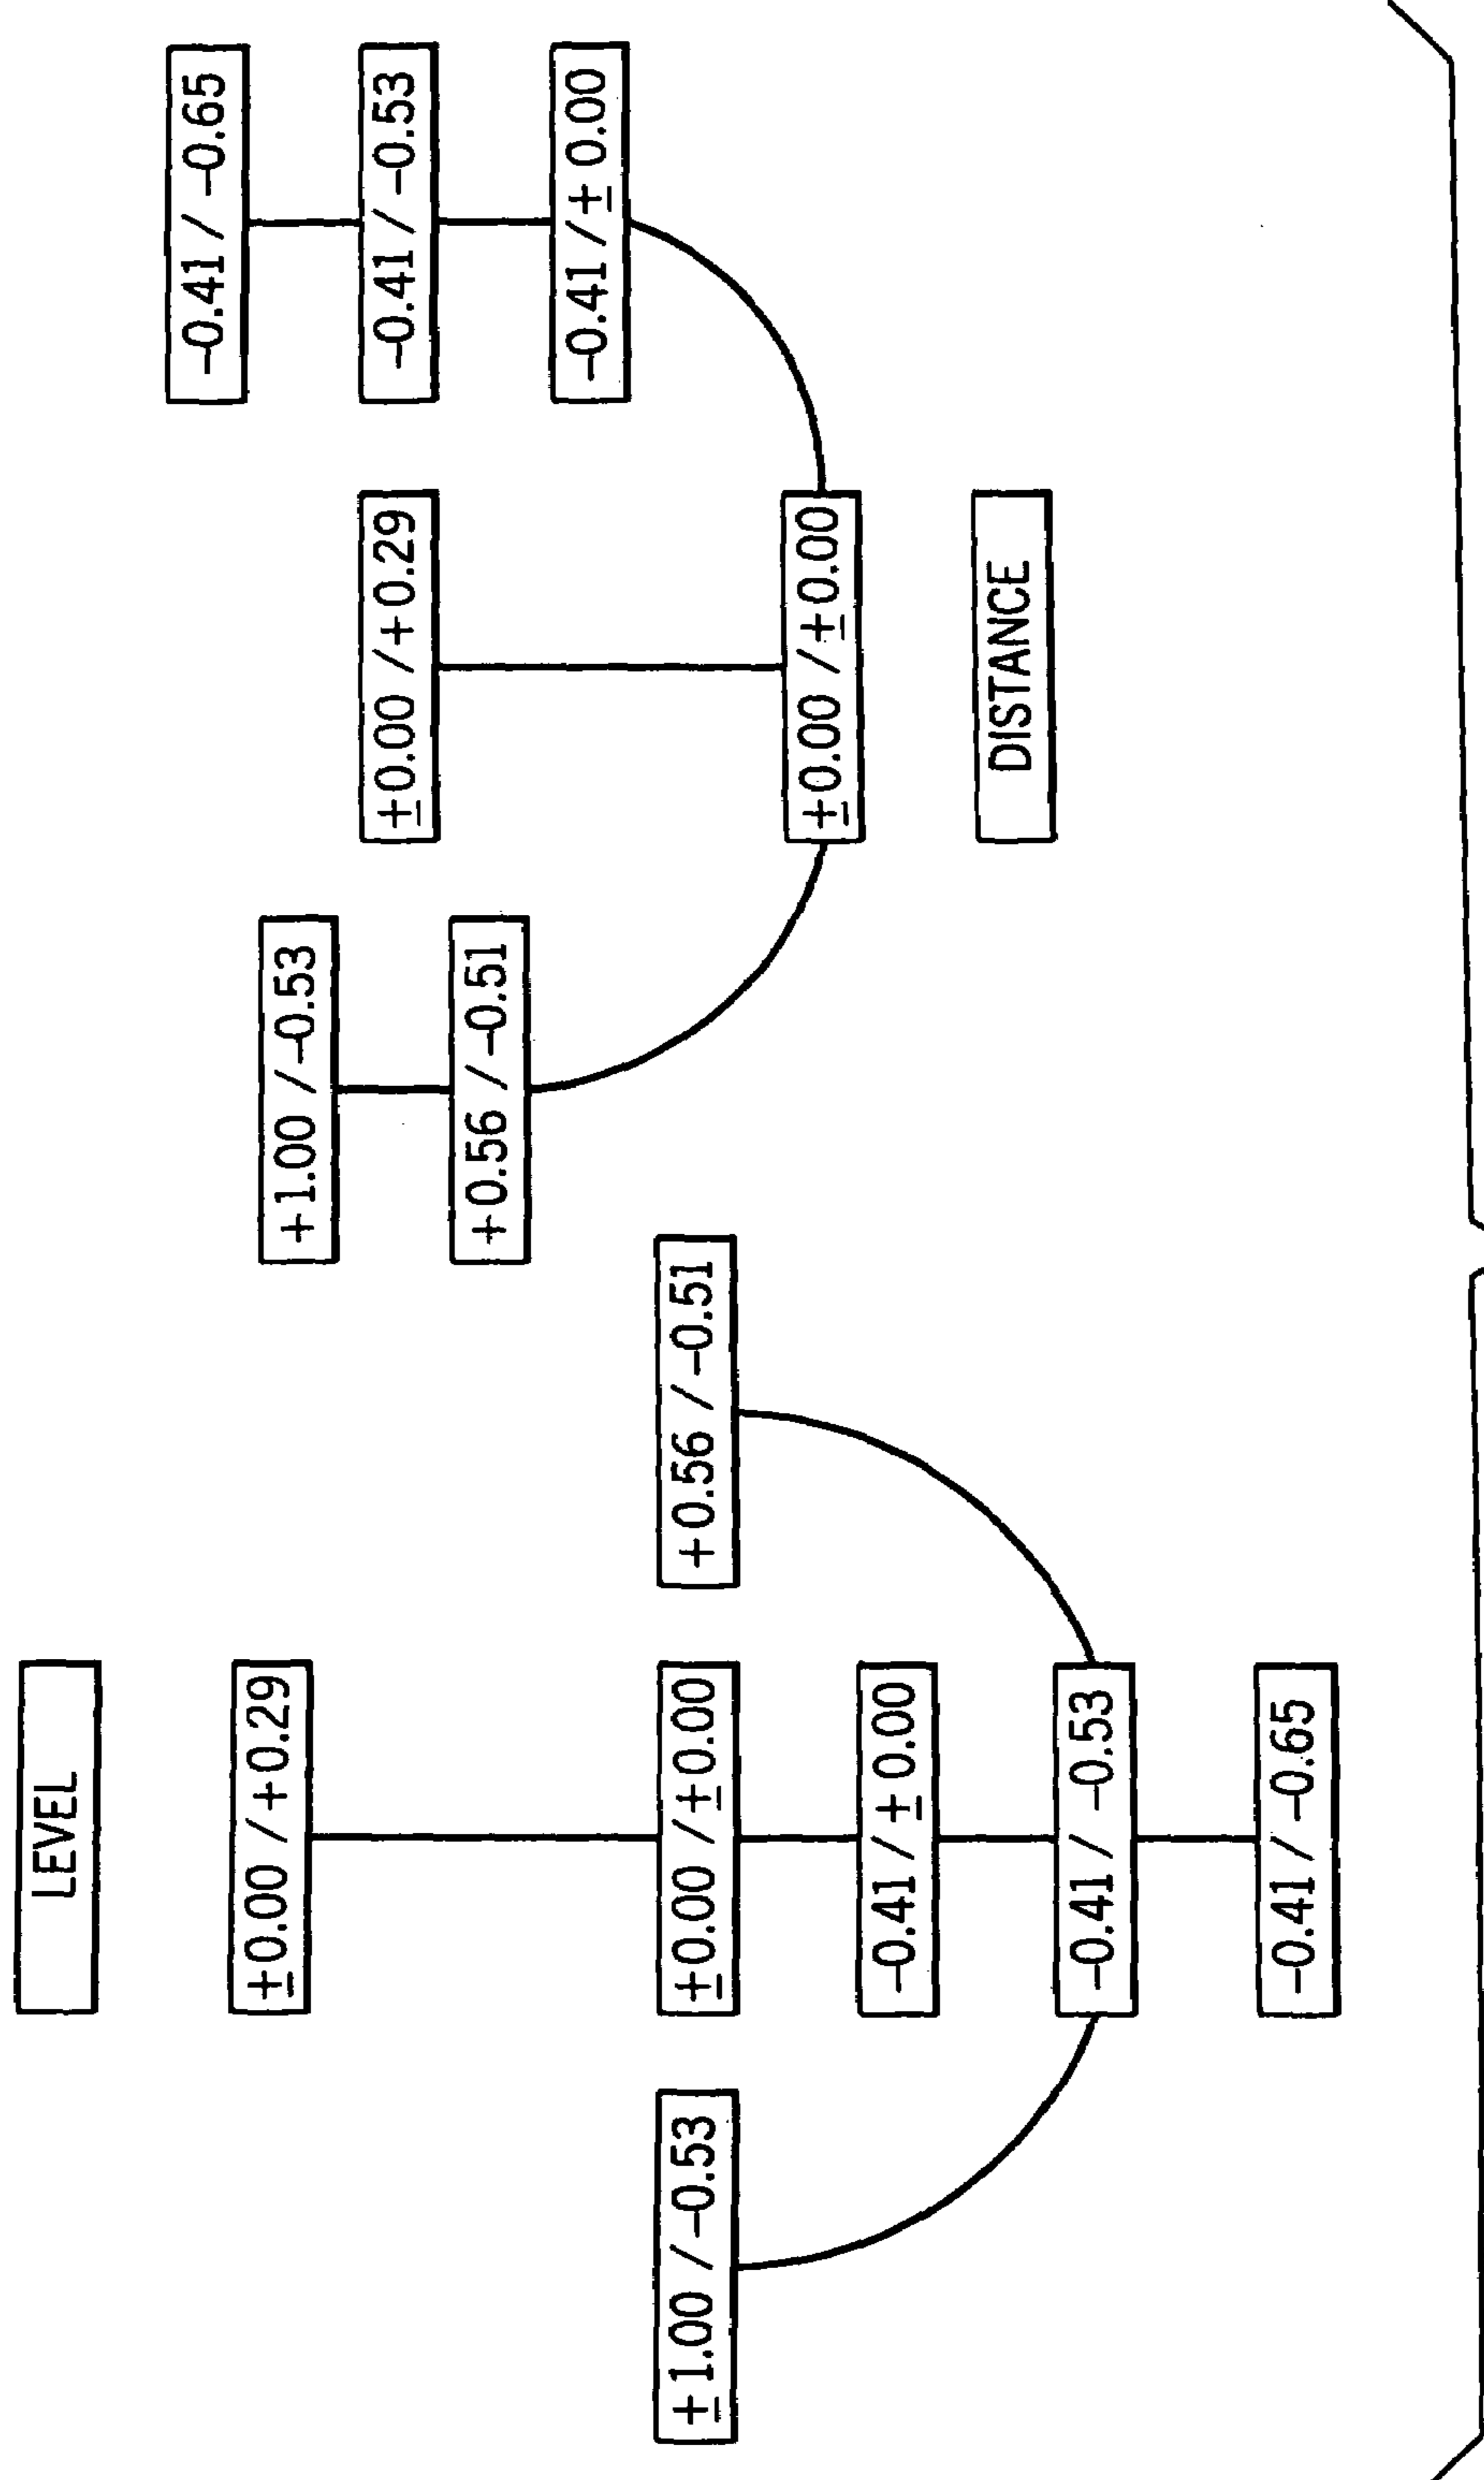 LEVEL
±0.00 / +0.29
±1.00 / -0.53
±0.00 / ±0.00
+0.56 / -0.51
-0.41 / ±0.00
-0.41 / -0.53
-0.41 / -0.65
+1.00 / -0.53
+0.56 / -0.51
±0.00 / +0.29
±0.00 / ±0.00
-0.41 / -0.65
-0.41 / -0.53
-0.41 / ±0.00
DISTANCE